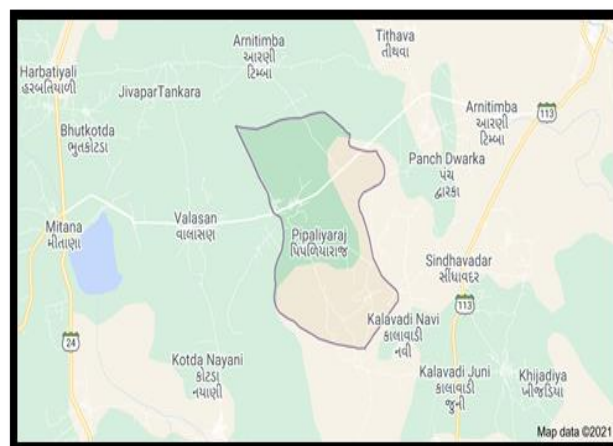 Arnitimba
આરણી
ટિમ્બા
Tithava
તીથવા
Harbatiyali
હરબતિયાળી
JivaparTankara
Arnitimba
આરણી
ટિમ્બા
113
Bhutkotda
ભુતકોટડા
Panch Dwarka
પંચ
દ્વારકા
Mitana
મીતાણા
Valasan
વાલાસણ
Pipaliyaraj
પિપળિયારાજ
Sindhavadar
સીંધાવદર
113
Kalavadi Navi
કાલાવાડી
નવી
24
Kotda Nayani
કોટડા
નયાણી
Kalavadi Juni
કાલાવાડી
જુની
Khijadiya
ખીજડિયા
Map data ©2021